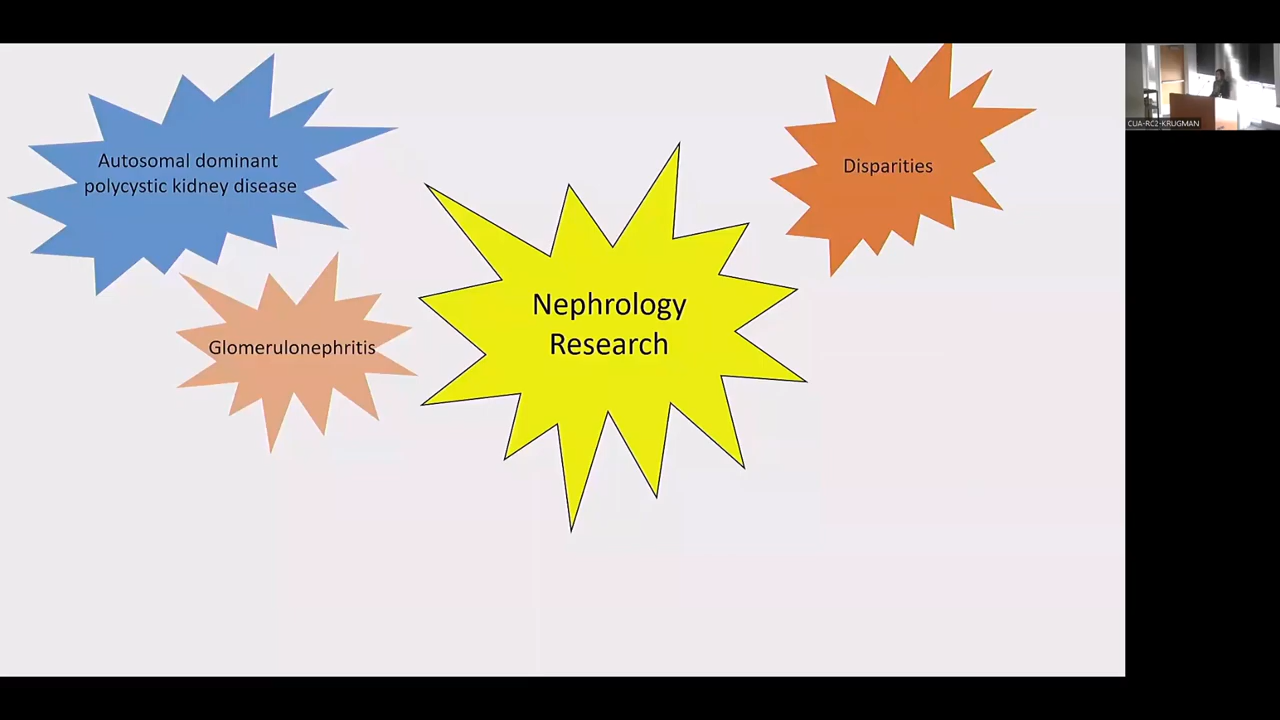 Autosomal dominant
polycystic kidney disease
Disparities
CUA-RC2-KRUGMAN
Nephrology
Research
Glomerulonephritis